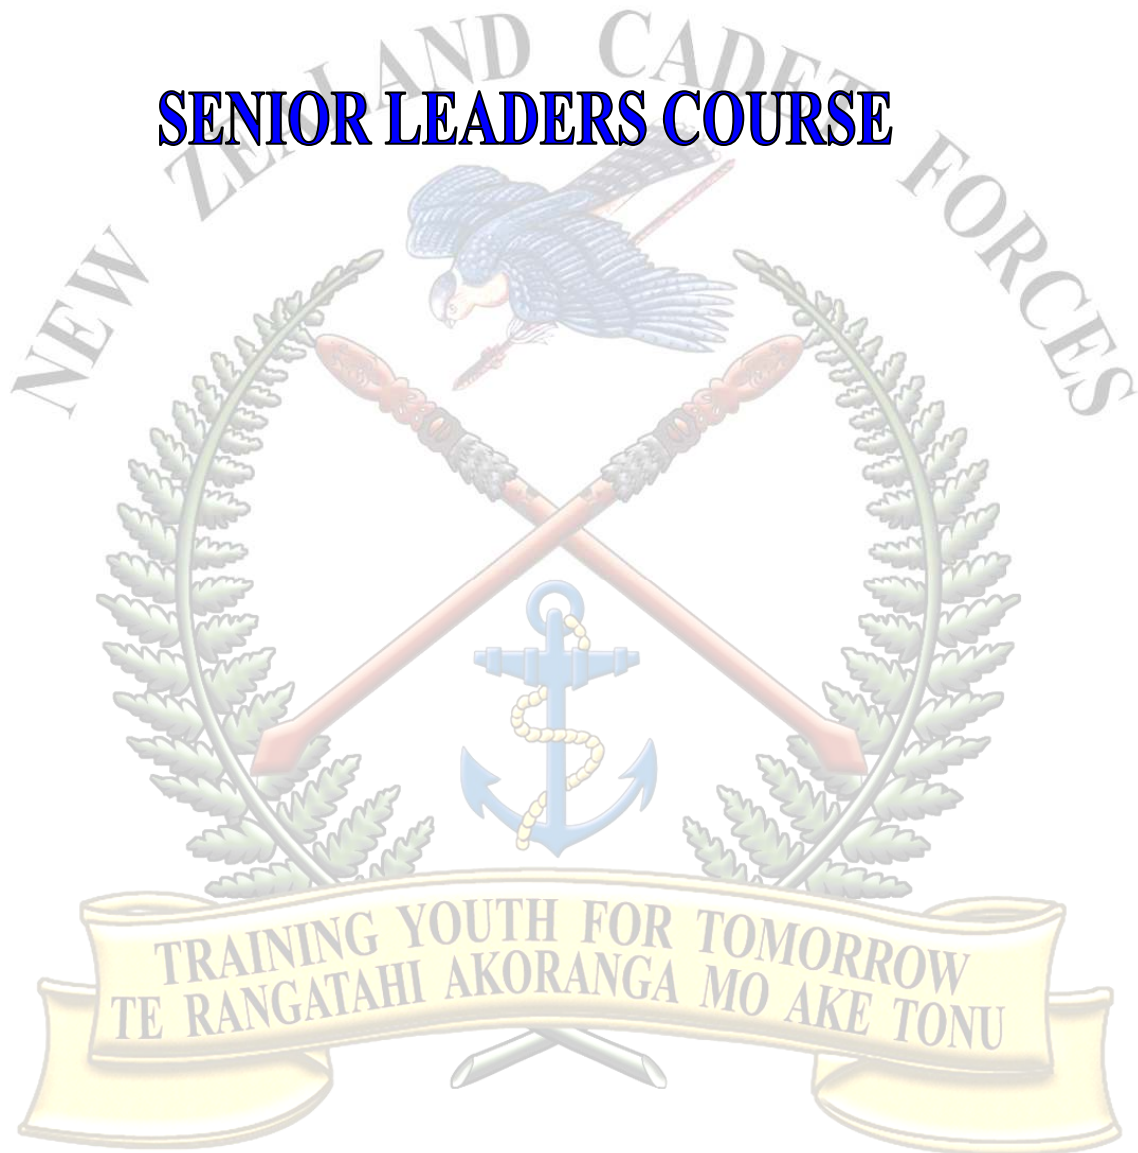 NEW ZEALAND CADET FORCES
SENIOR LEADERS COURSE
TRAINING YOUTH FOR TOMORROW
TE RANGATAHI AKORANGA MO AKE TONU